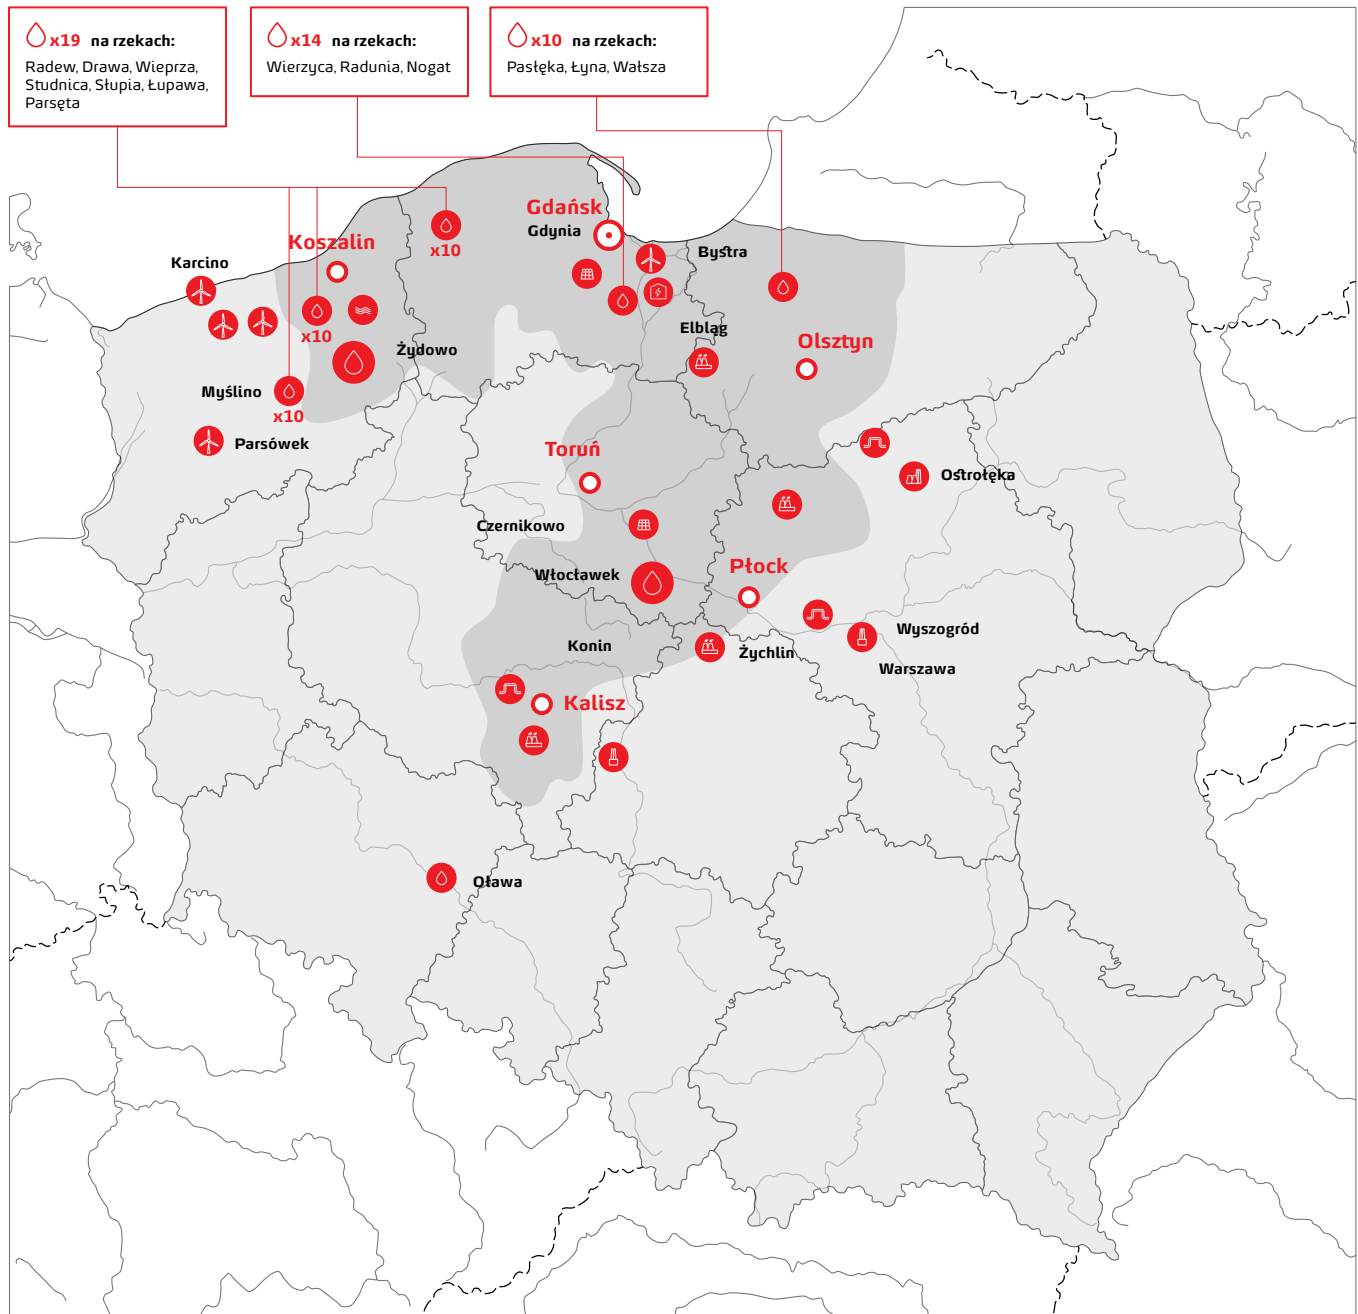 x19 na rzekach:
Radew, Drawa, Wieprza,
Studnica, Słupia, Łupawa,
Parsęta
x14 na rzekach:
Wierzyca, Radunia, Nogat
x10 na rzekach:
Pasłęka, Łyna, Wałsza
Gdańsk
Gdynia
Koszalin
x10
Bystra
Karcino
x10
Elbląg
Olsztyn
Żydowo
Myślino
x10
Parsówek
Toruń
Ostrołęka
Czernikowo
Płock
Włocławek
Wyszogród
Konin
Żychlin
Warszawa
Kalisz
Oława